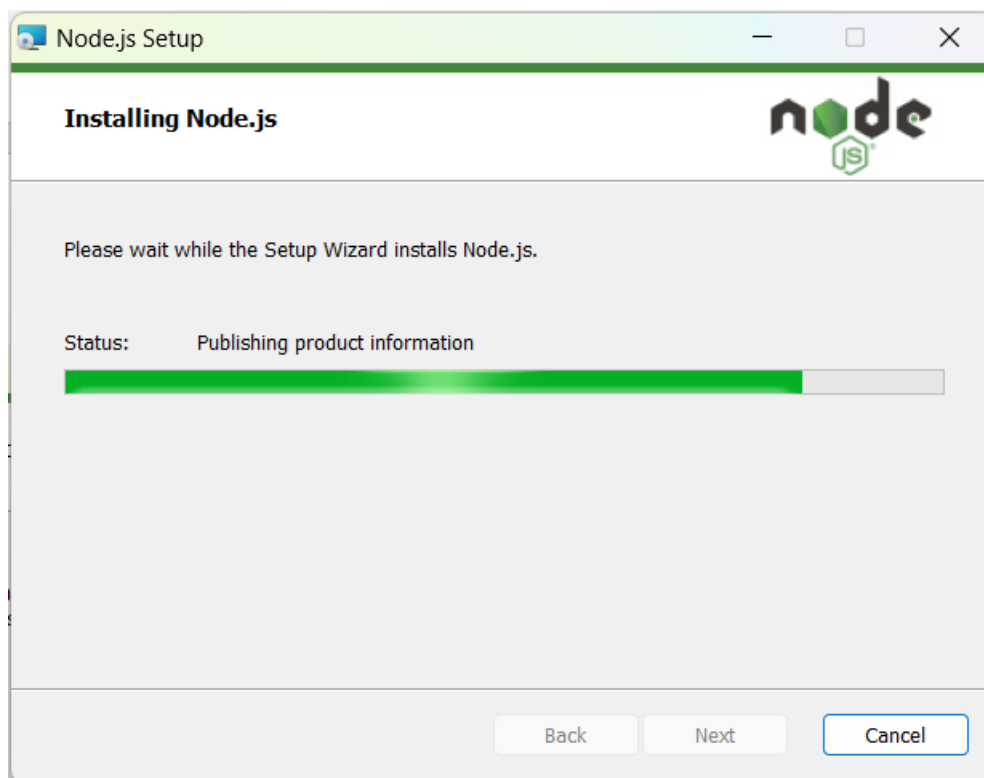 Node.js Setup
Installing Node.js
node
JS
Please wait while the Setup Wizard installs Node.js.
Status: Publishing product information
Back Next Cancel